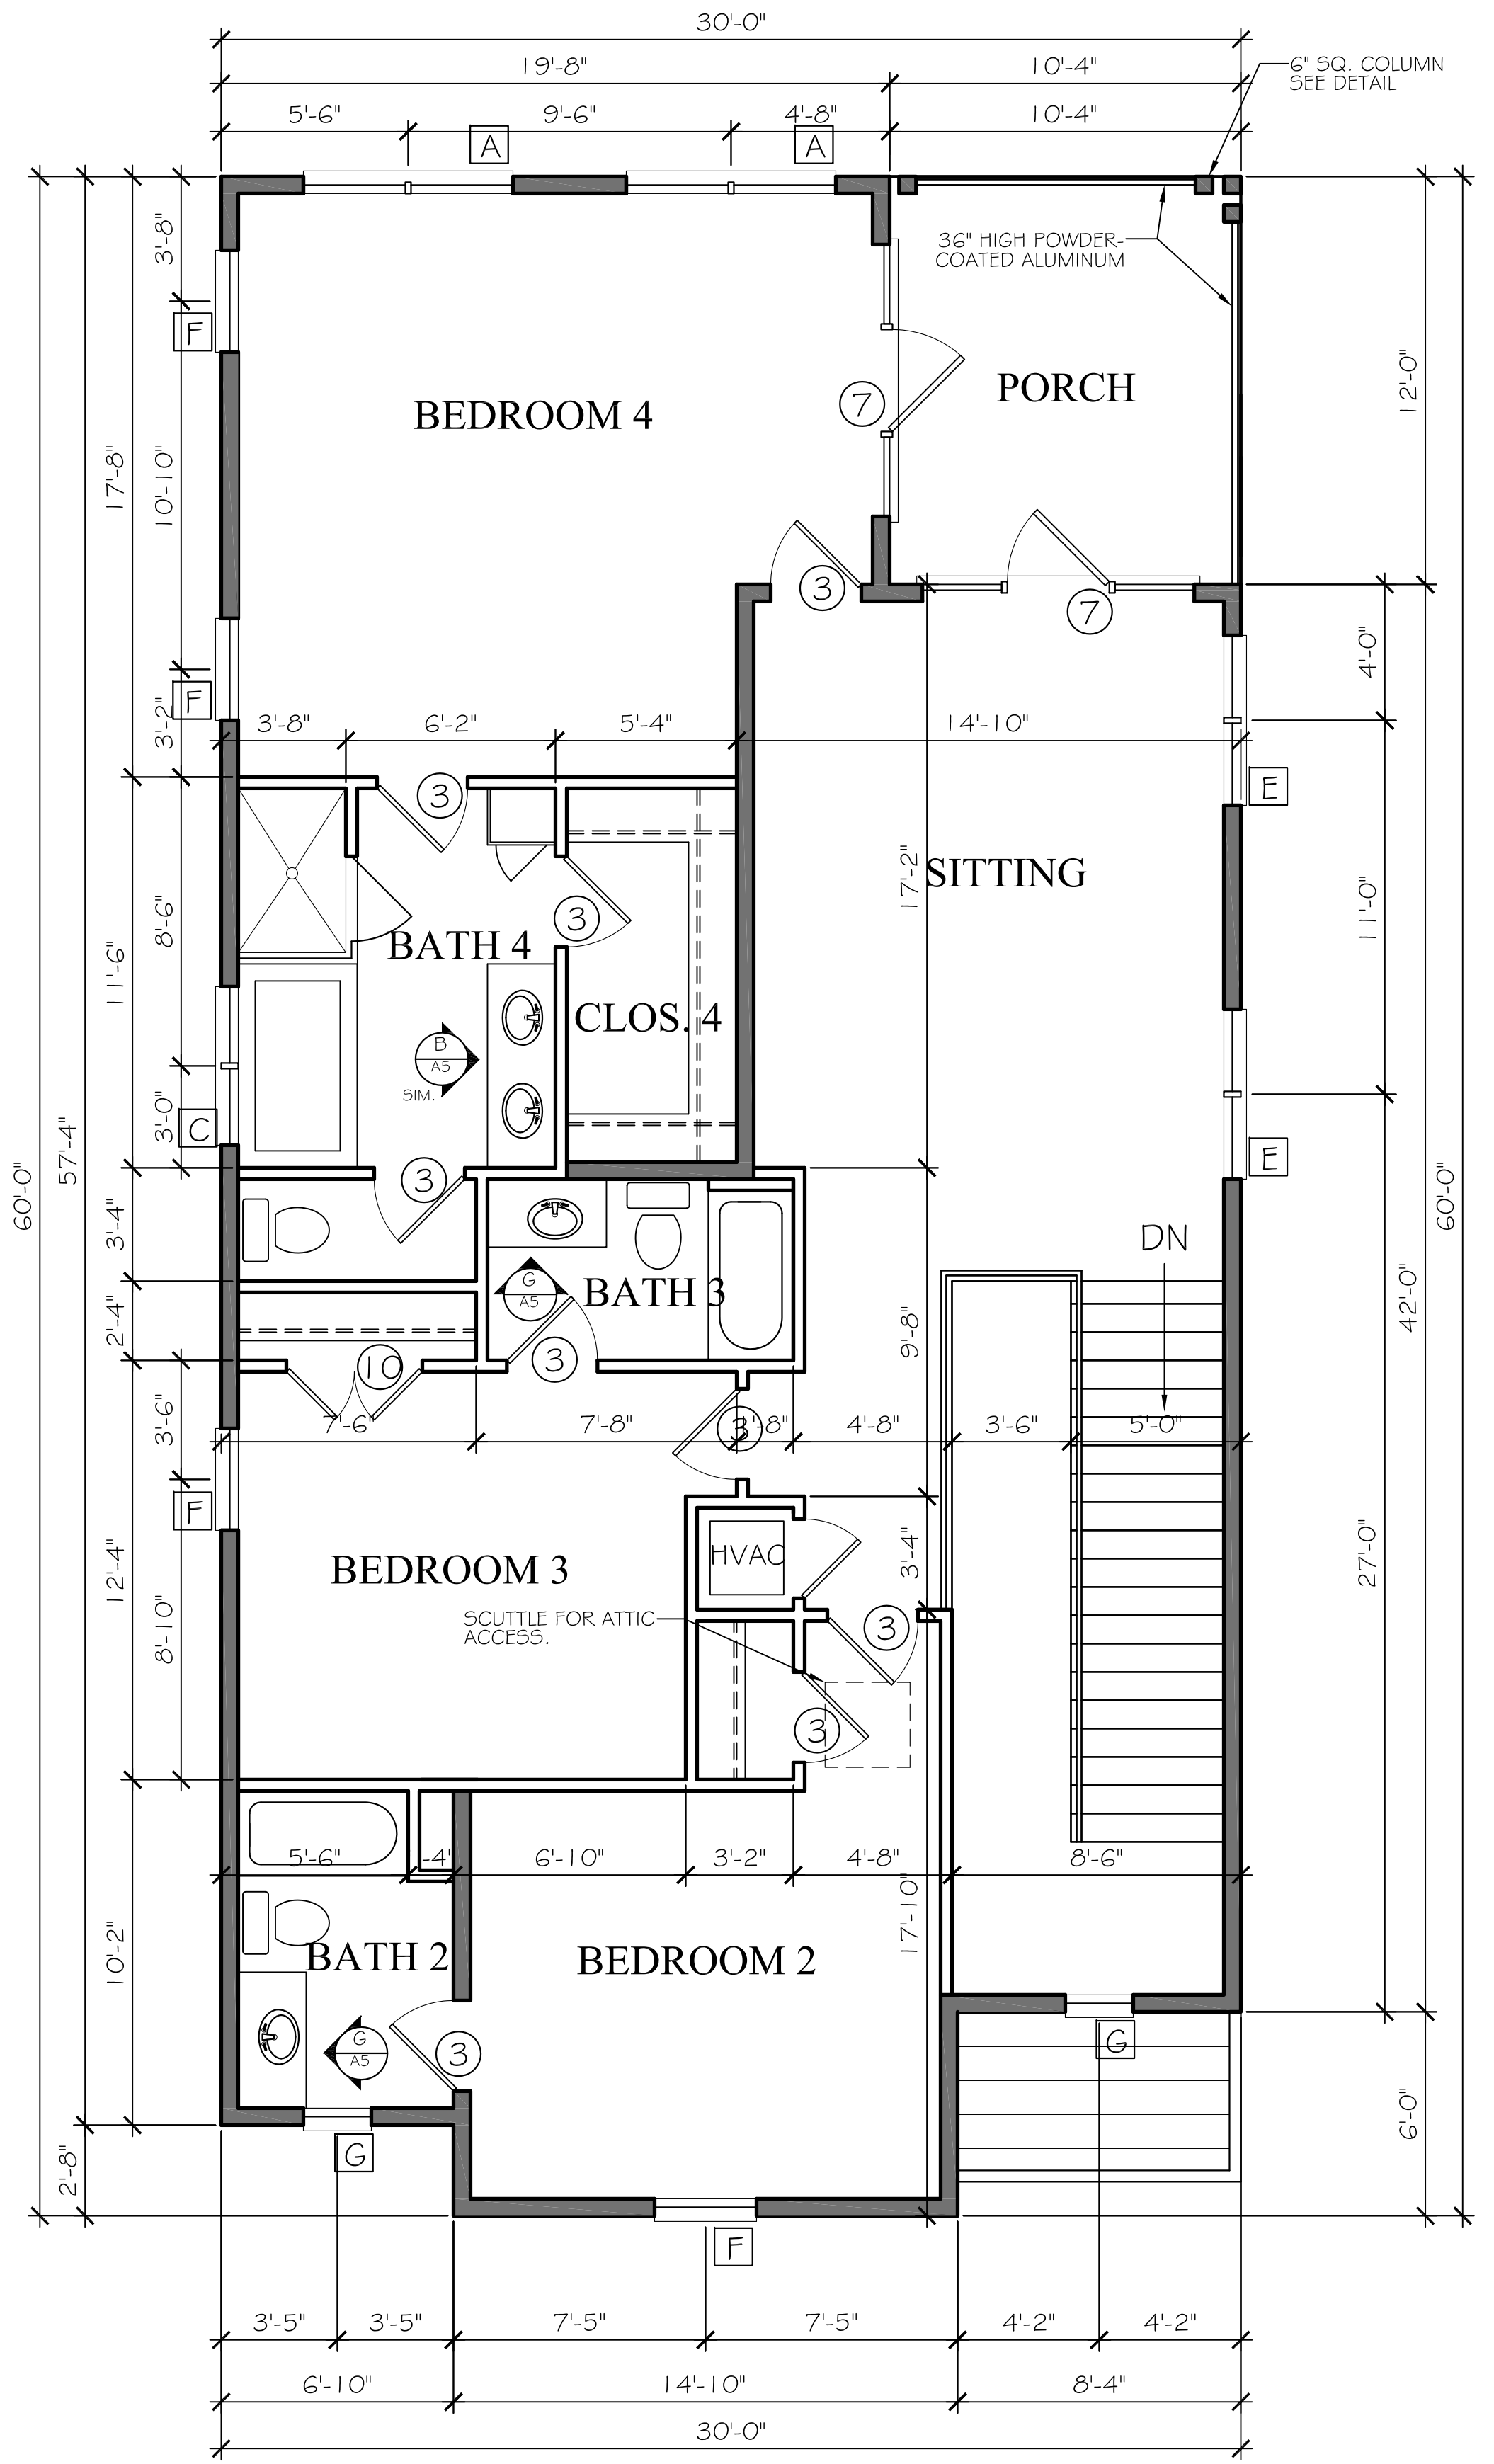 30'-0"
19'-8"
10'-4"
6" SQ. COLUMN
SEE DETAIL
5'-6"
9'-6"
4'-8"
10'-4"
A
A
3'-8"
36" HIGH POWDER-
COATED ALUMINUM
F
12'-0"
BEDROOM 4
7
PORCH
17'-8"
10'-10"
3
7
4'-0"
F
3'-2"
3'-8"
6'-2"
5'-4"
14'-10"
3
E
17'-2"
SITTING
8'-6"
11'-0"
3
BATH 4
11'-6"
CLOS. 4
B
A5
SIM.
3'-0"
C
57'-4"
60'-0"
3
E
60'-0"
3'-4"
DN
G
A5
BATH 3
42'-0"
2'-4"
9'-8"
10
3
3'-6"
7'-6"
7'-8"
3
'-8"
4'-8"
3'-6"
5'-0"
F
HVAC
3'-4"
27'-0"
12'-4"
BEDROOM 3
SCUTTLE FOR ATTIC
ACCESS.
3
8'-10"
3
5'-6"
-4'
6'-10"
3'-2"
4'-8"
8'-6"
17'-10"
10'-2"
BATH 2
BEDROOM 2
G
A5
3
G
6'-0"
2'-8"
G
F
3'-5"
3'-5"
7'-5"
7'-5"
4'-2"
4'-2"
6'-10"
14'-10"
8'-4"
30'-0"